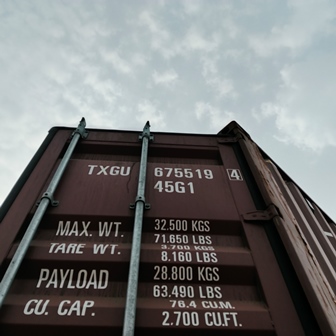 TXGU 675519 4
45G1
MAX. WT. 32.500 KGS
71.650 LBS
TARE WT. 3.700 KGS
8.160 LBS
PAYLOAD 28.800 KGS
63.490 LBS
CU. CAP. 76.4 CU.M.
2.700 CU.FT.